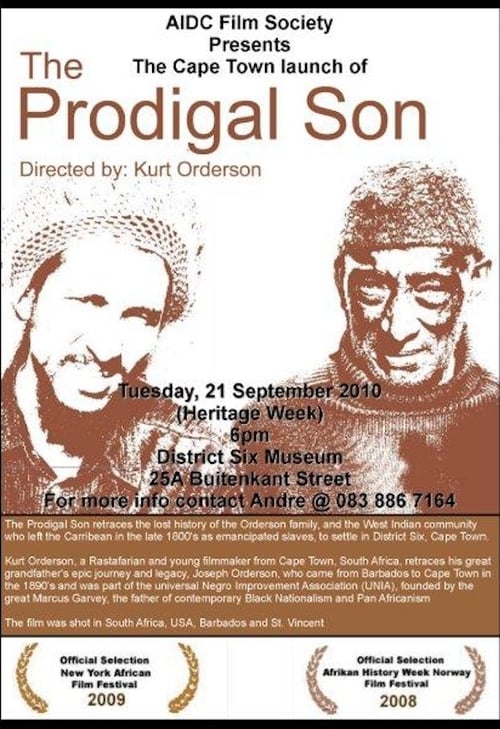 AIDC Film Society
Presents
The Cape Town launch of
The
Prodigal Son
Directed by: Kurt Orderson
Tuesday, 21 September 2010
(Heritage Week)
6pm
District Six Museum
25A Buitenkant Street
For more info contact Andre @ 083 886 7164
The Prodigal Son retraces the lost history of the Orderson family, and the West Indian community
who left the Carribean in the late 1800's as emancipated slaves, to settle in District Six, Cape Town.
Kurt Orderson, a Rastafarian and young filmmaker from Cape Town, South Africa, retraces his great
grandfather's epic journey and legacy, Joseph Orderson, who came from Barbados to Cape Town in
the 1890's and was part of the universal Negro Improvement Association (UNIA), founded by the
great Marcus Garvey, the father of contemporary Black Nationalism and Pan Africanism
The film was shot in South Africa, USA, Barbados and St. Vincent
Official Selection
New York African
Film Festival
2009
Official Selection
Afrikan History Week Norway
Film Festival
2008